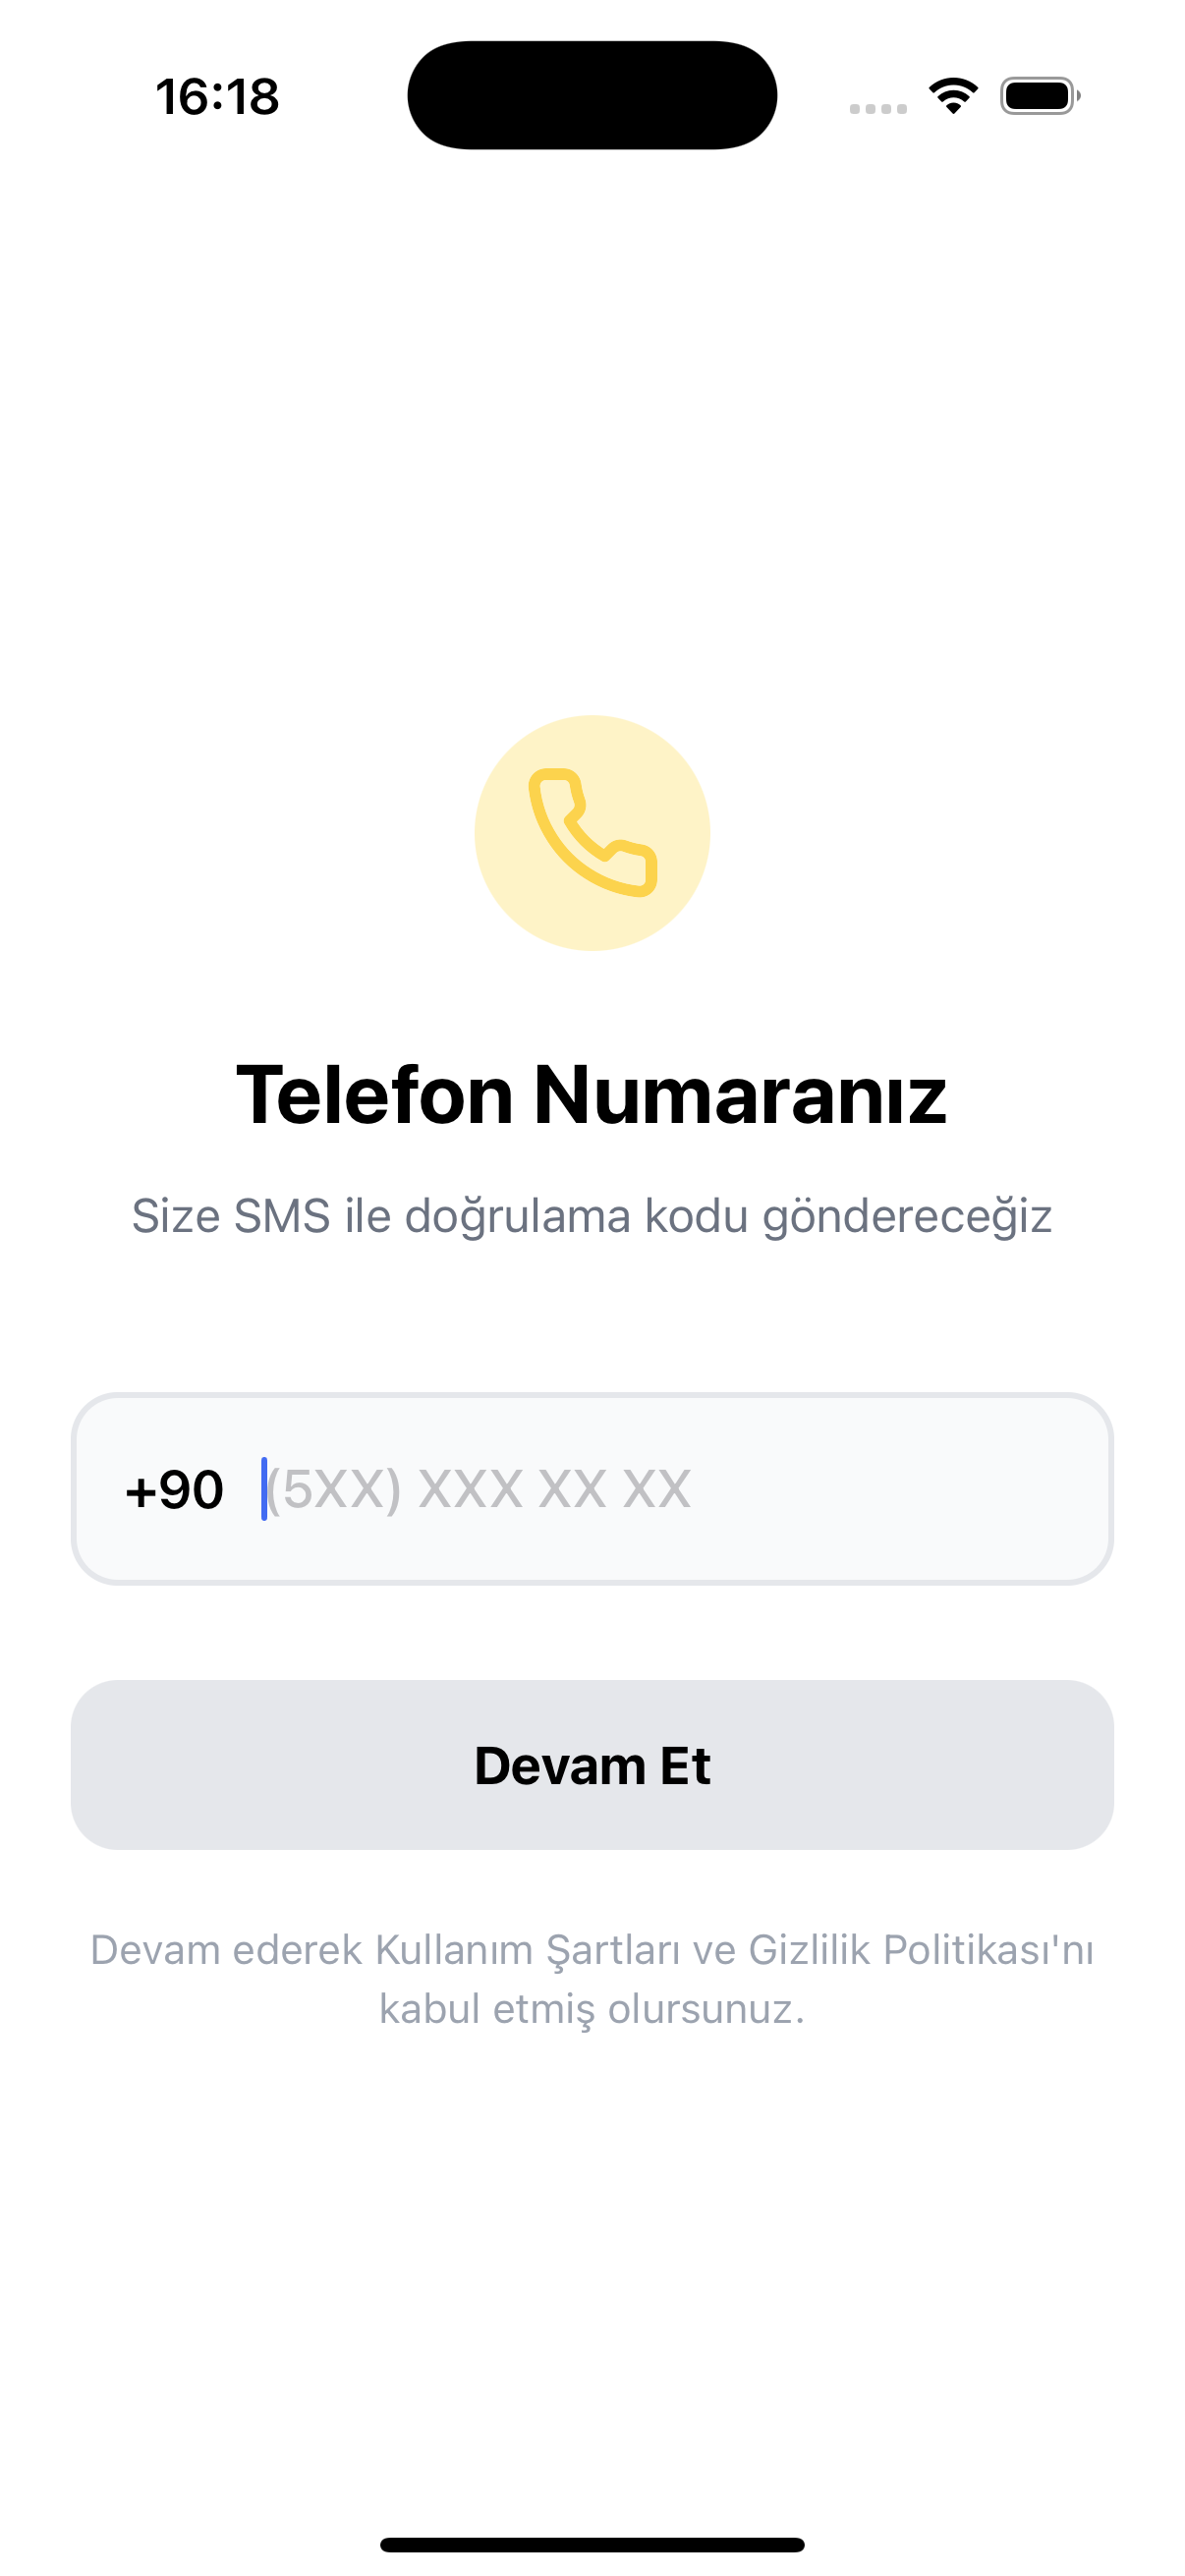 16:18
Telefon Numaranız
Size SMS ile doğrulama kodu göndereceğiz
+90 (5XX) XXX XX XX
Devam Et
Devam ederek Kullanım Şartları ve Gizlilik Politikası'nı
kabul etmiş olursunuz.